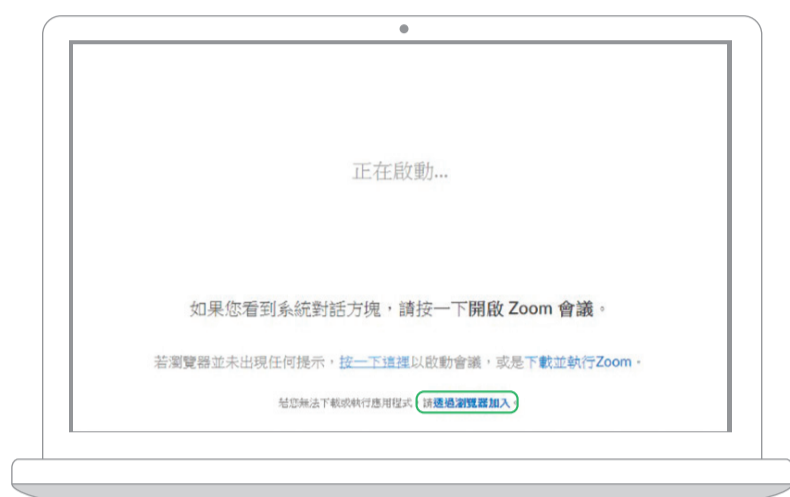 正在啟動...
如果您看到系統對話方塊，請按一下開啟 Zoom 會議。
若瀏覽器並未出現任何提示，按一下這裡以啟動會議，或是下載並執行Zoom。
若您無法下載或執行應用程式，請透過瀏覽器加入。